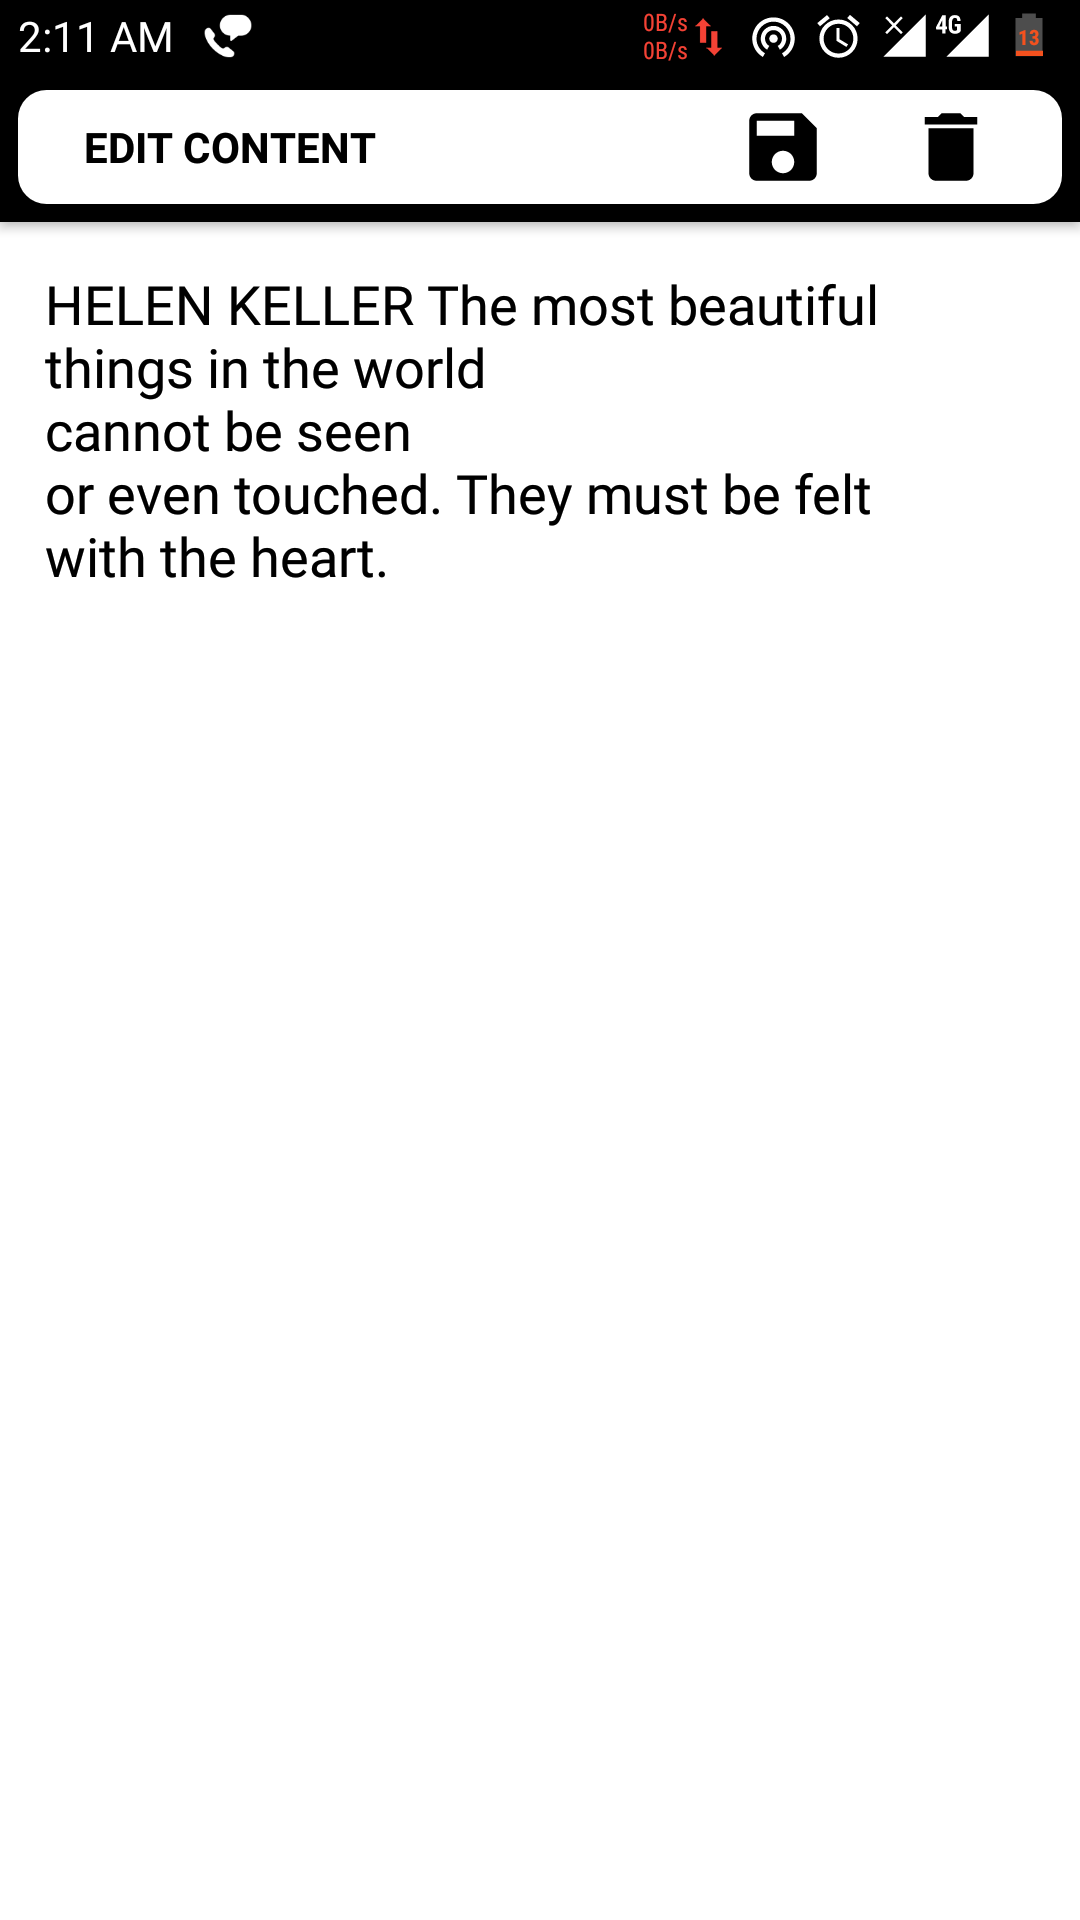 2:11 AM
0B/s
0B/s
4G
13
EDIT CONTENT
HELEN KELLER The most beautiful
things in the world
cannot be seen
or even touched. They must be felt
with the heart.